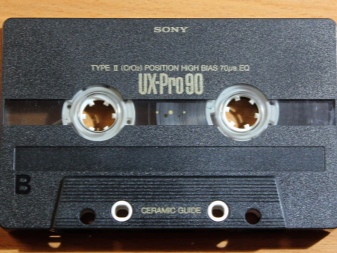 SONY
TYPE II (CrO₂) POSITION HIGH BIAS 70µs EQ
UX-Pro 90
B
CERAMIC GUIDE